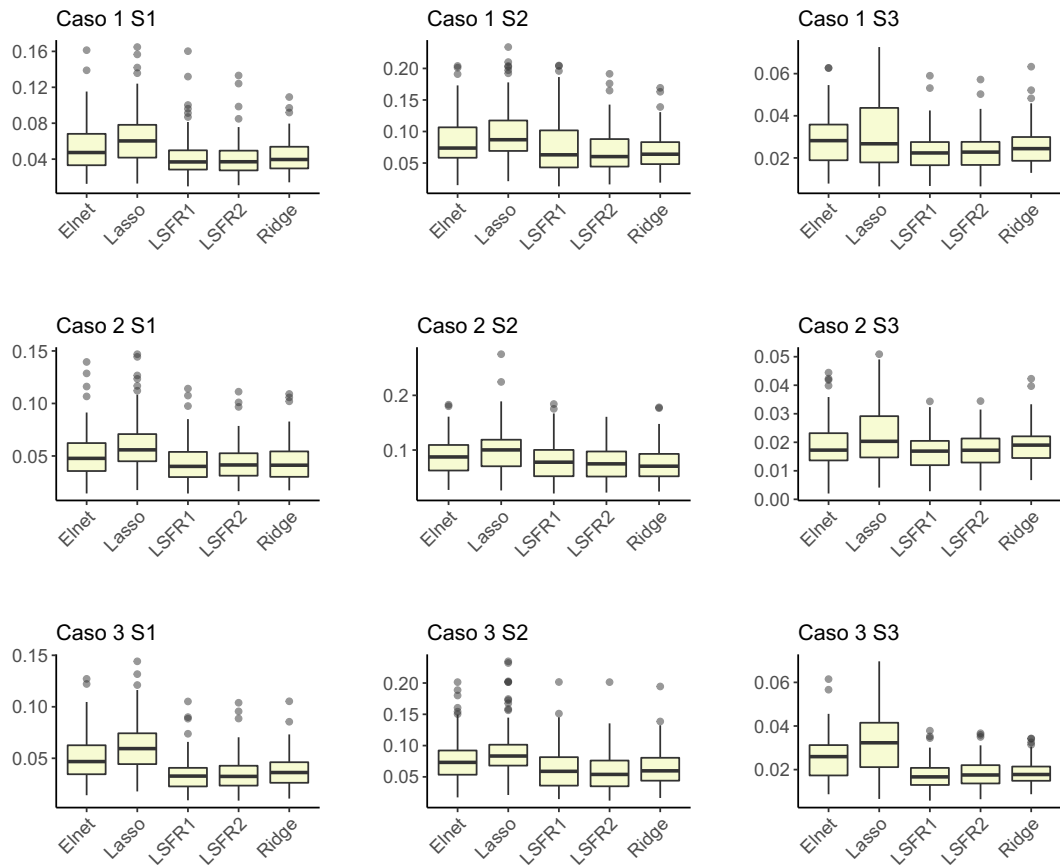 Caso 1 S1
0.16
0.12
0.08
0.04
Elnet
Lasso
LSFR1
LSFR2
Ridge
Caso 1 S2
0.20
0.15
0.10
0.05
Elnet
Lasso
LSFR1
LSFR2
Ridge
Caso 1 S3
0.06
0.04
0.02
Elnet
Lasso
LSFR1
LSFR2
Ridge
Caso 2 S1
0.15
0.10
0.05
Elnet
Lasso
LSFR1
LSFR2
Ridge
Caso 2 S2
0.2
0.1
Elnet
Lasso
LSFR1
LSFR2
Ridge
Caso 2 S3
0.05
0.04
0.03
0.02
0.01
0.00
Elnet
Lasso
LSFR1
LSFR2
Ridge
Caso 3 S1
0.15
0.10
0.05
Elnet
Lasso
LSFR1
LSFR2
Ridge
Caso 3 S2
0.20
0.15
0.10
0.05
Elnet
Lasso
LSFR1
LSFR2
Ridge
Caso 3 S3
0.06
0.04
0.02
Elnet
Lasso
LSFR1
LSFR2
Ridge